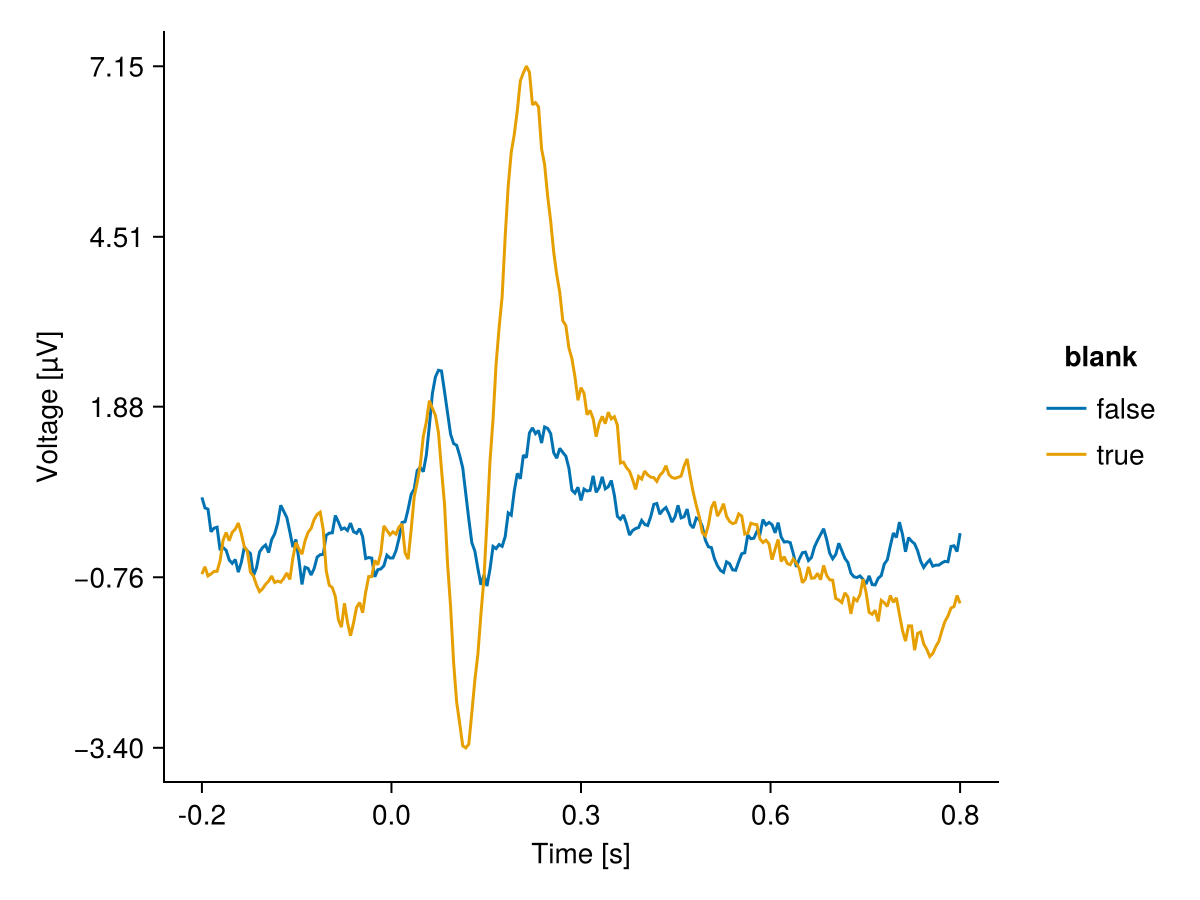 7.15
4.51
1.88
−0.76
−3.40
Voltage [µV]
-0.2
0.0
0.3
0.6
0.8
Time [s]
blank
false
true